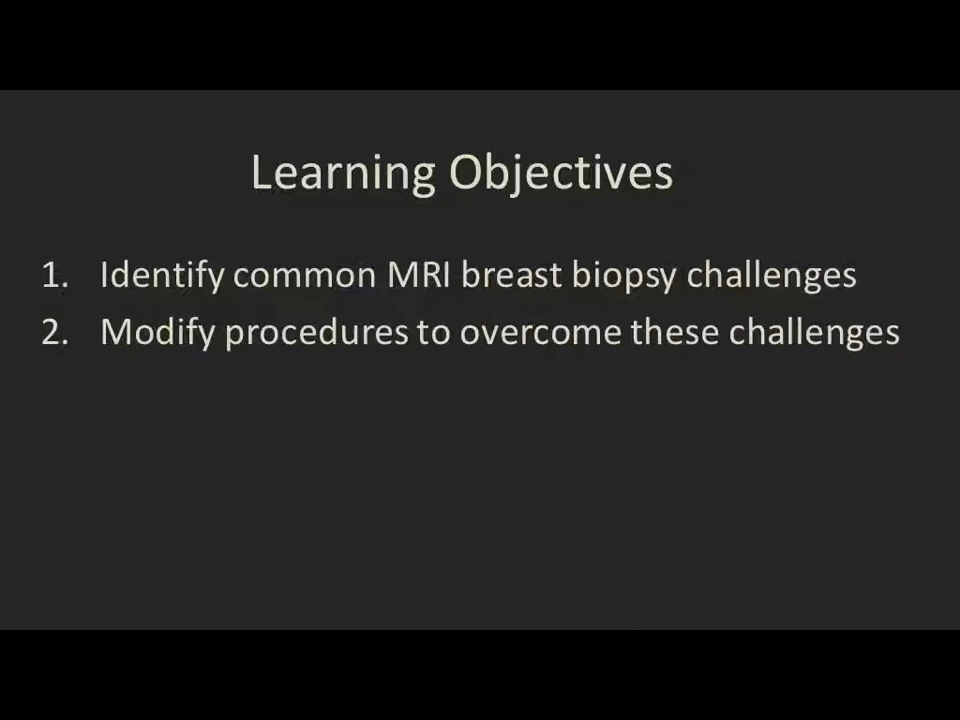 Learning Objectives
1. Identify common MRI breast biopsy challenges
2. Modify procedures to overcome these challenges